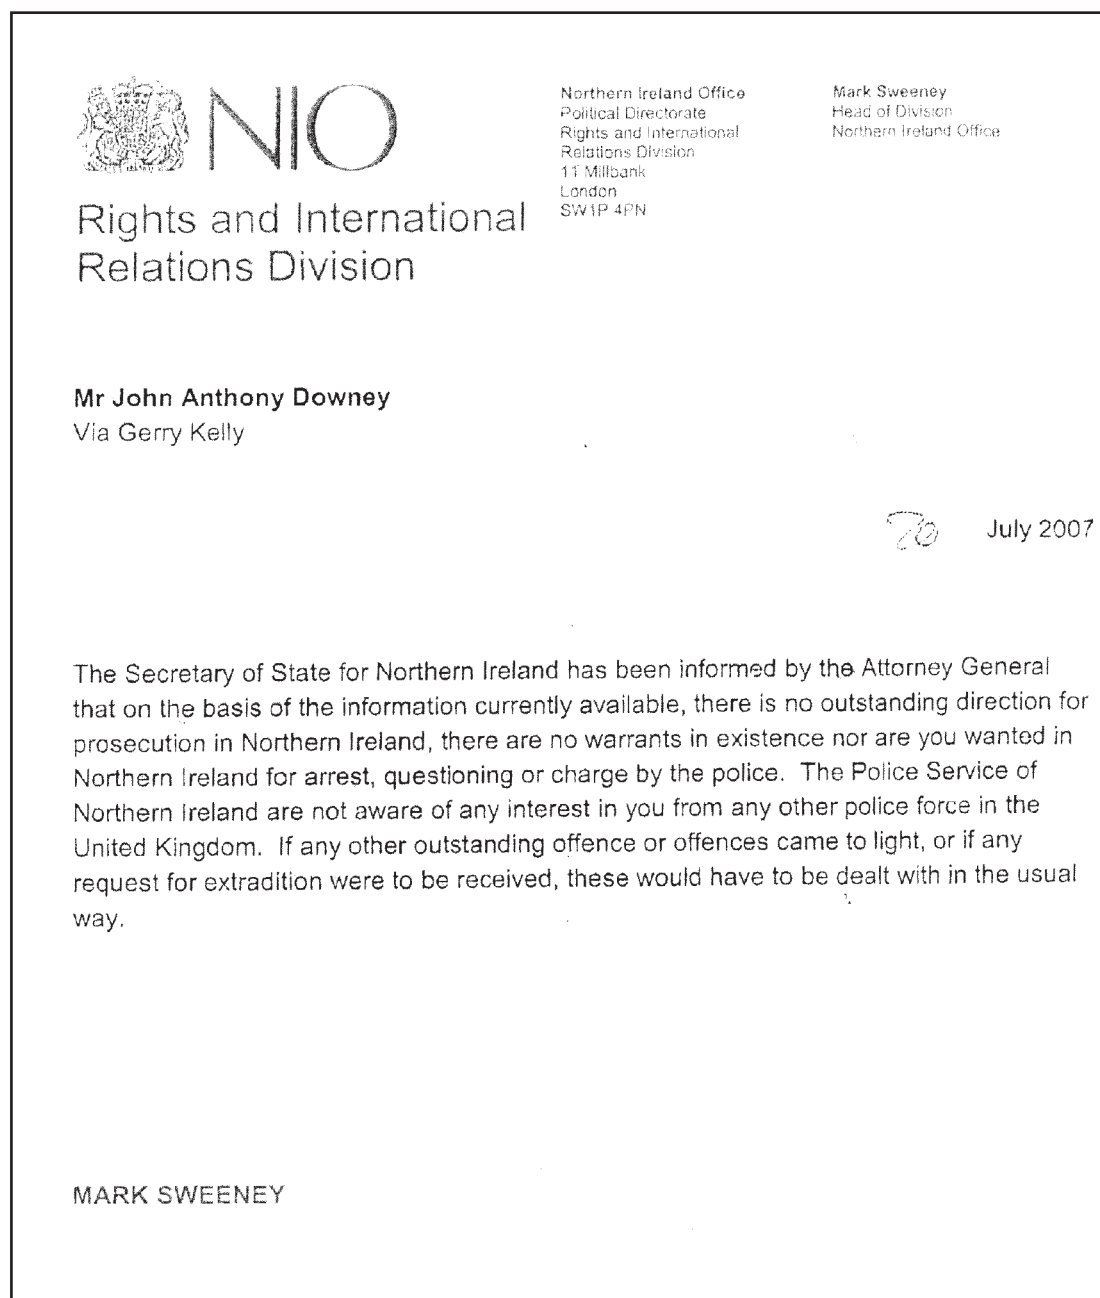 NIO
Rights and International
Relations Division
Northern Ireland Office
Political Directorate
Rights and International
Relations Division
11 Millbank
London
SW1P 4PN
Mark Sweeney
Head of Division
Northern Ireland Office
Mr John Anthony Downey
Via Gerry Kelly
July 2007
The Secretary of State for Northern Ireland has been informed by the Attorney General
that on the basis of the information currently available, there is no outstanding direction for
prosecution in Northern Ireland, there are no warrants in existence nor are you wanted in
Northern Ireland for arrest, questioning or charge by the police. The Police Service of
Northern Ireland are not aware of any interest in you from any other police force in the
United Kingdom. If any other outstanding offence or offences came to light, or if any
request for extradition were to be received, these would have to be dealt with in the usual
way.
MARK SWEENEY